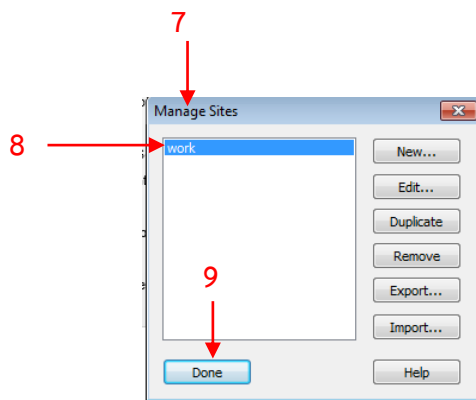 7
Manage Sites
8
work
New...
Edit...
Duplicate
Remove
9
Export...
Import...
Done
Help